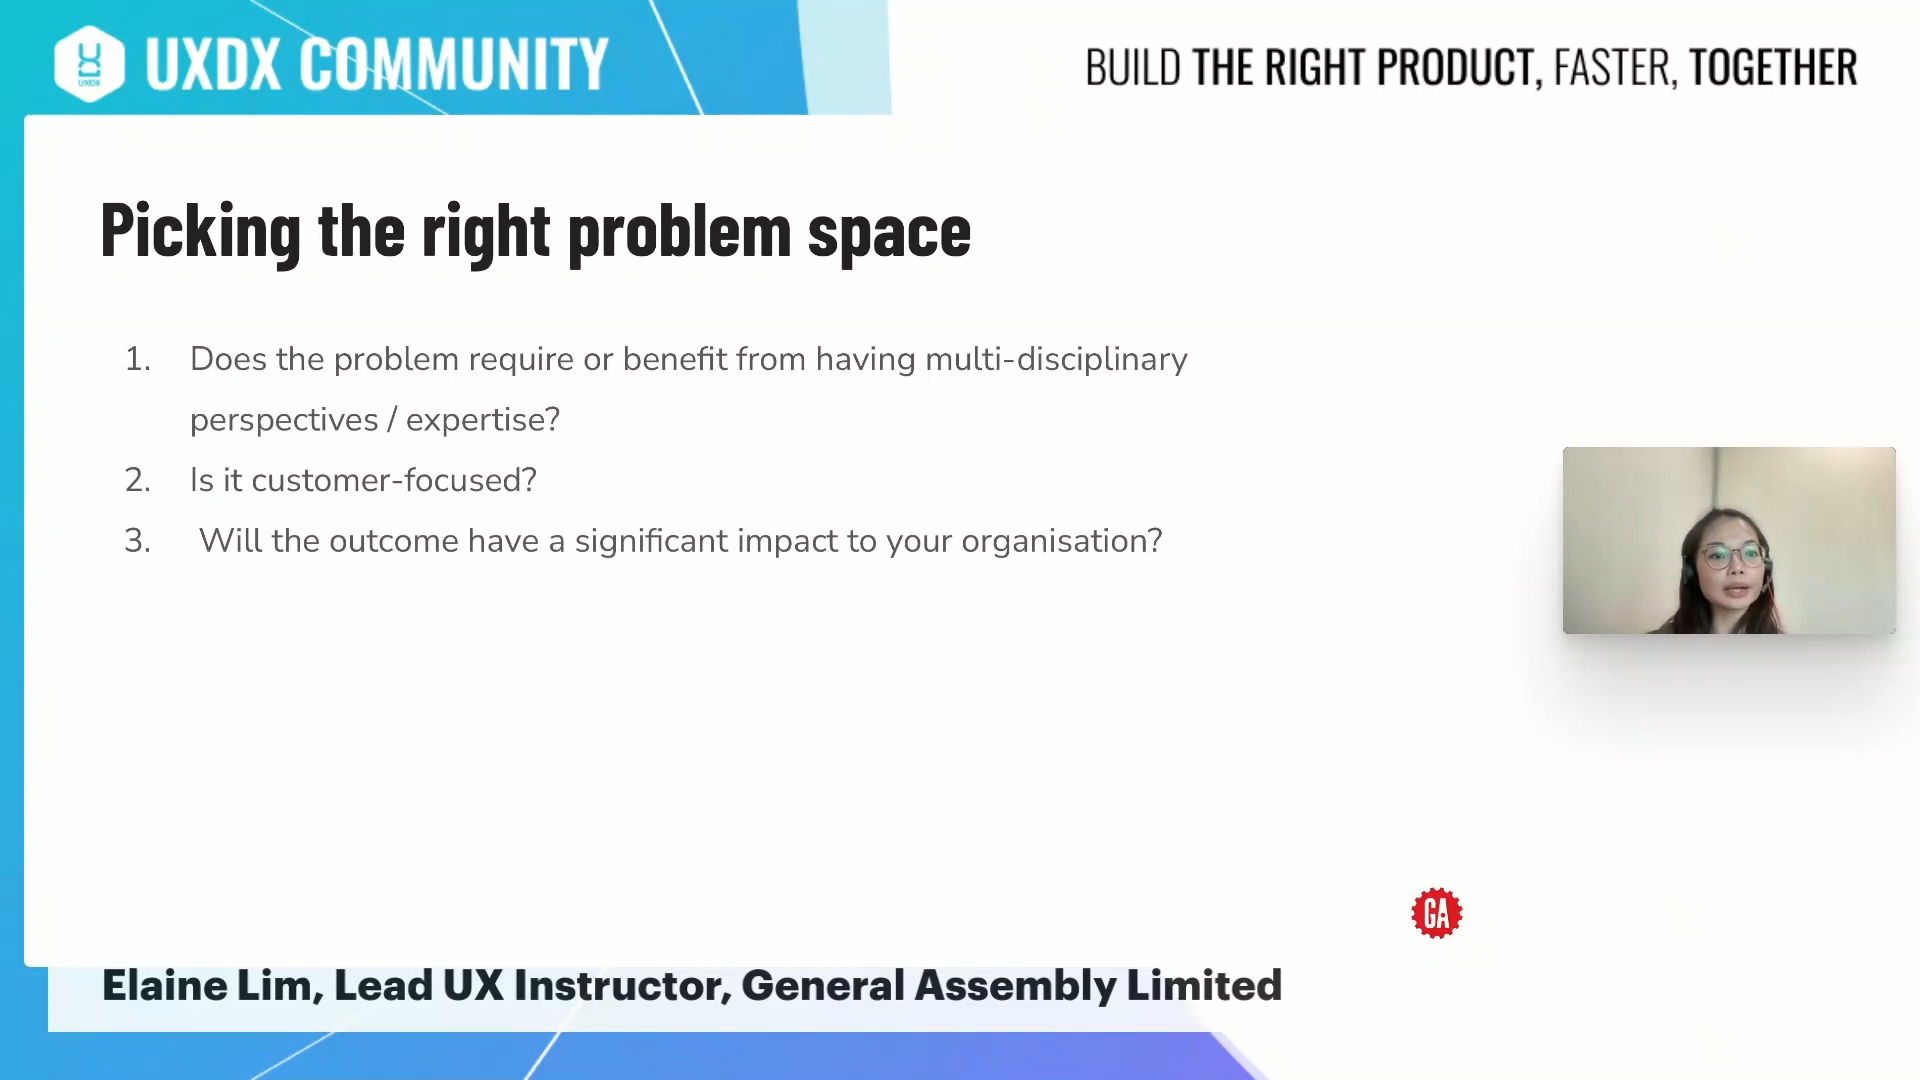 UXDX
UXDX COMMUNITY
BUILD THE RIGHT PRODUCT, FASTER, TOGETHER
Picking the right problem space
1. Does the problem require or benefit from having multi-disciplinary
perspectives / expertise?
2. Is it customer-focused?
3. Will the outcome have a significant impact to your organisation?
GA
Elaine Lim, Lead UX Instructor, General Assembly Limited